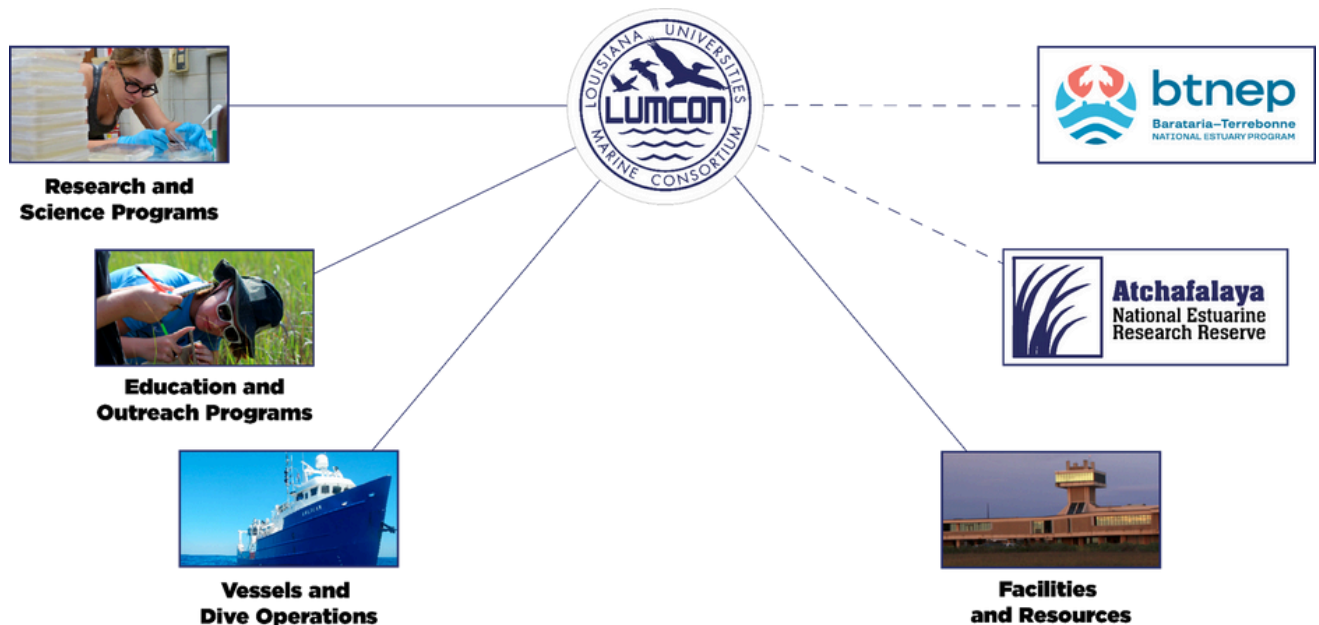 LOUISIANA UNIVERSITIES
LUMCON
MARINE CONSORTIUM
btnep
Barataria–Terrebonne
NATIONAL ESTUARY PROGRAM
Research and
Science Programs
Atchafalaya
National Estuarine
Research Reserve
Education and
Outreach Programs
Vessels and
Dive Operations
Facilities
and Resources